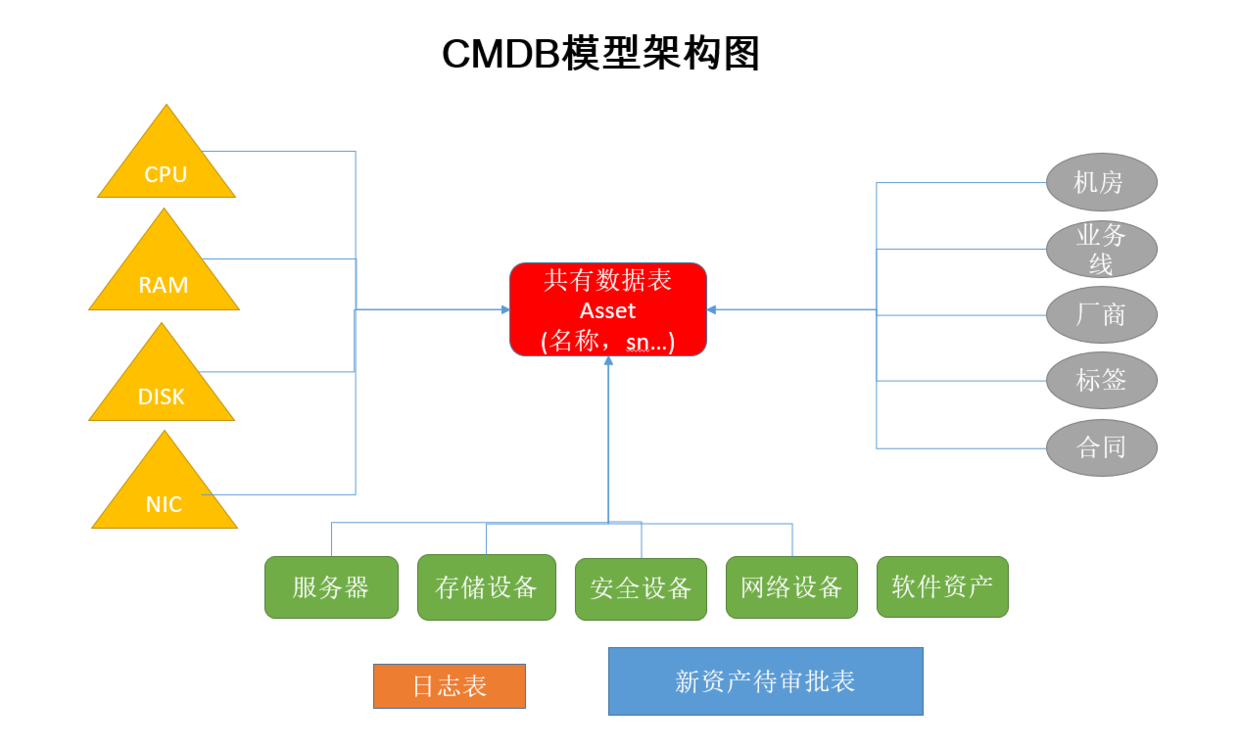 CMDB模型架构图
CPU
RAM
DISK
NIC
共有数据表
Asset
(名称，sn...)
机房
业务
线
厂商
标签
合同
服务器
存储设备
安全设备
网络设备
软件资产
日志表
新资产待审批表